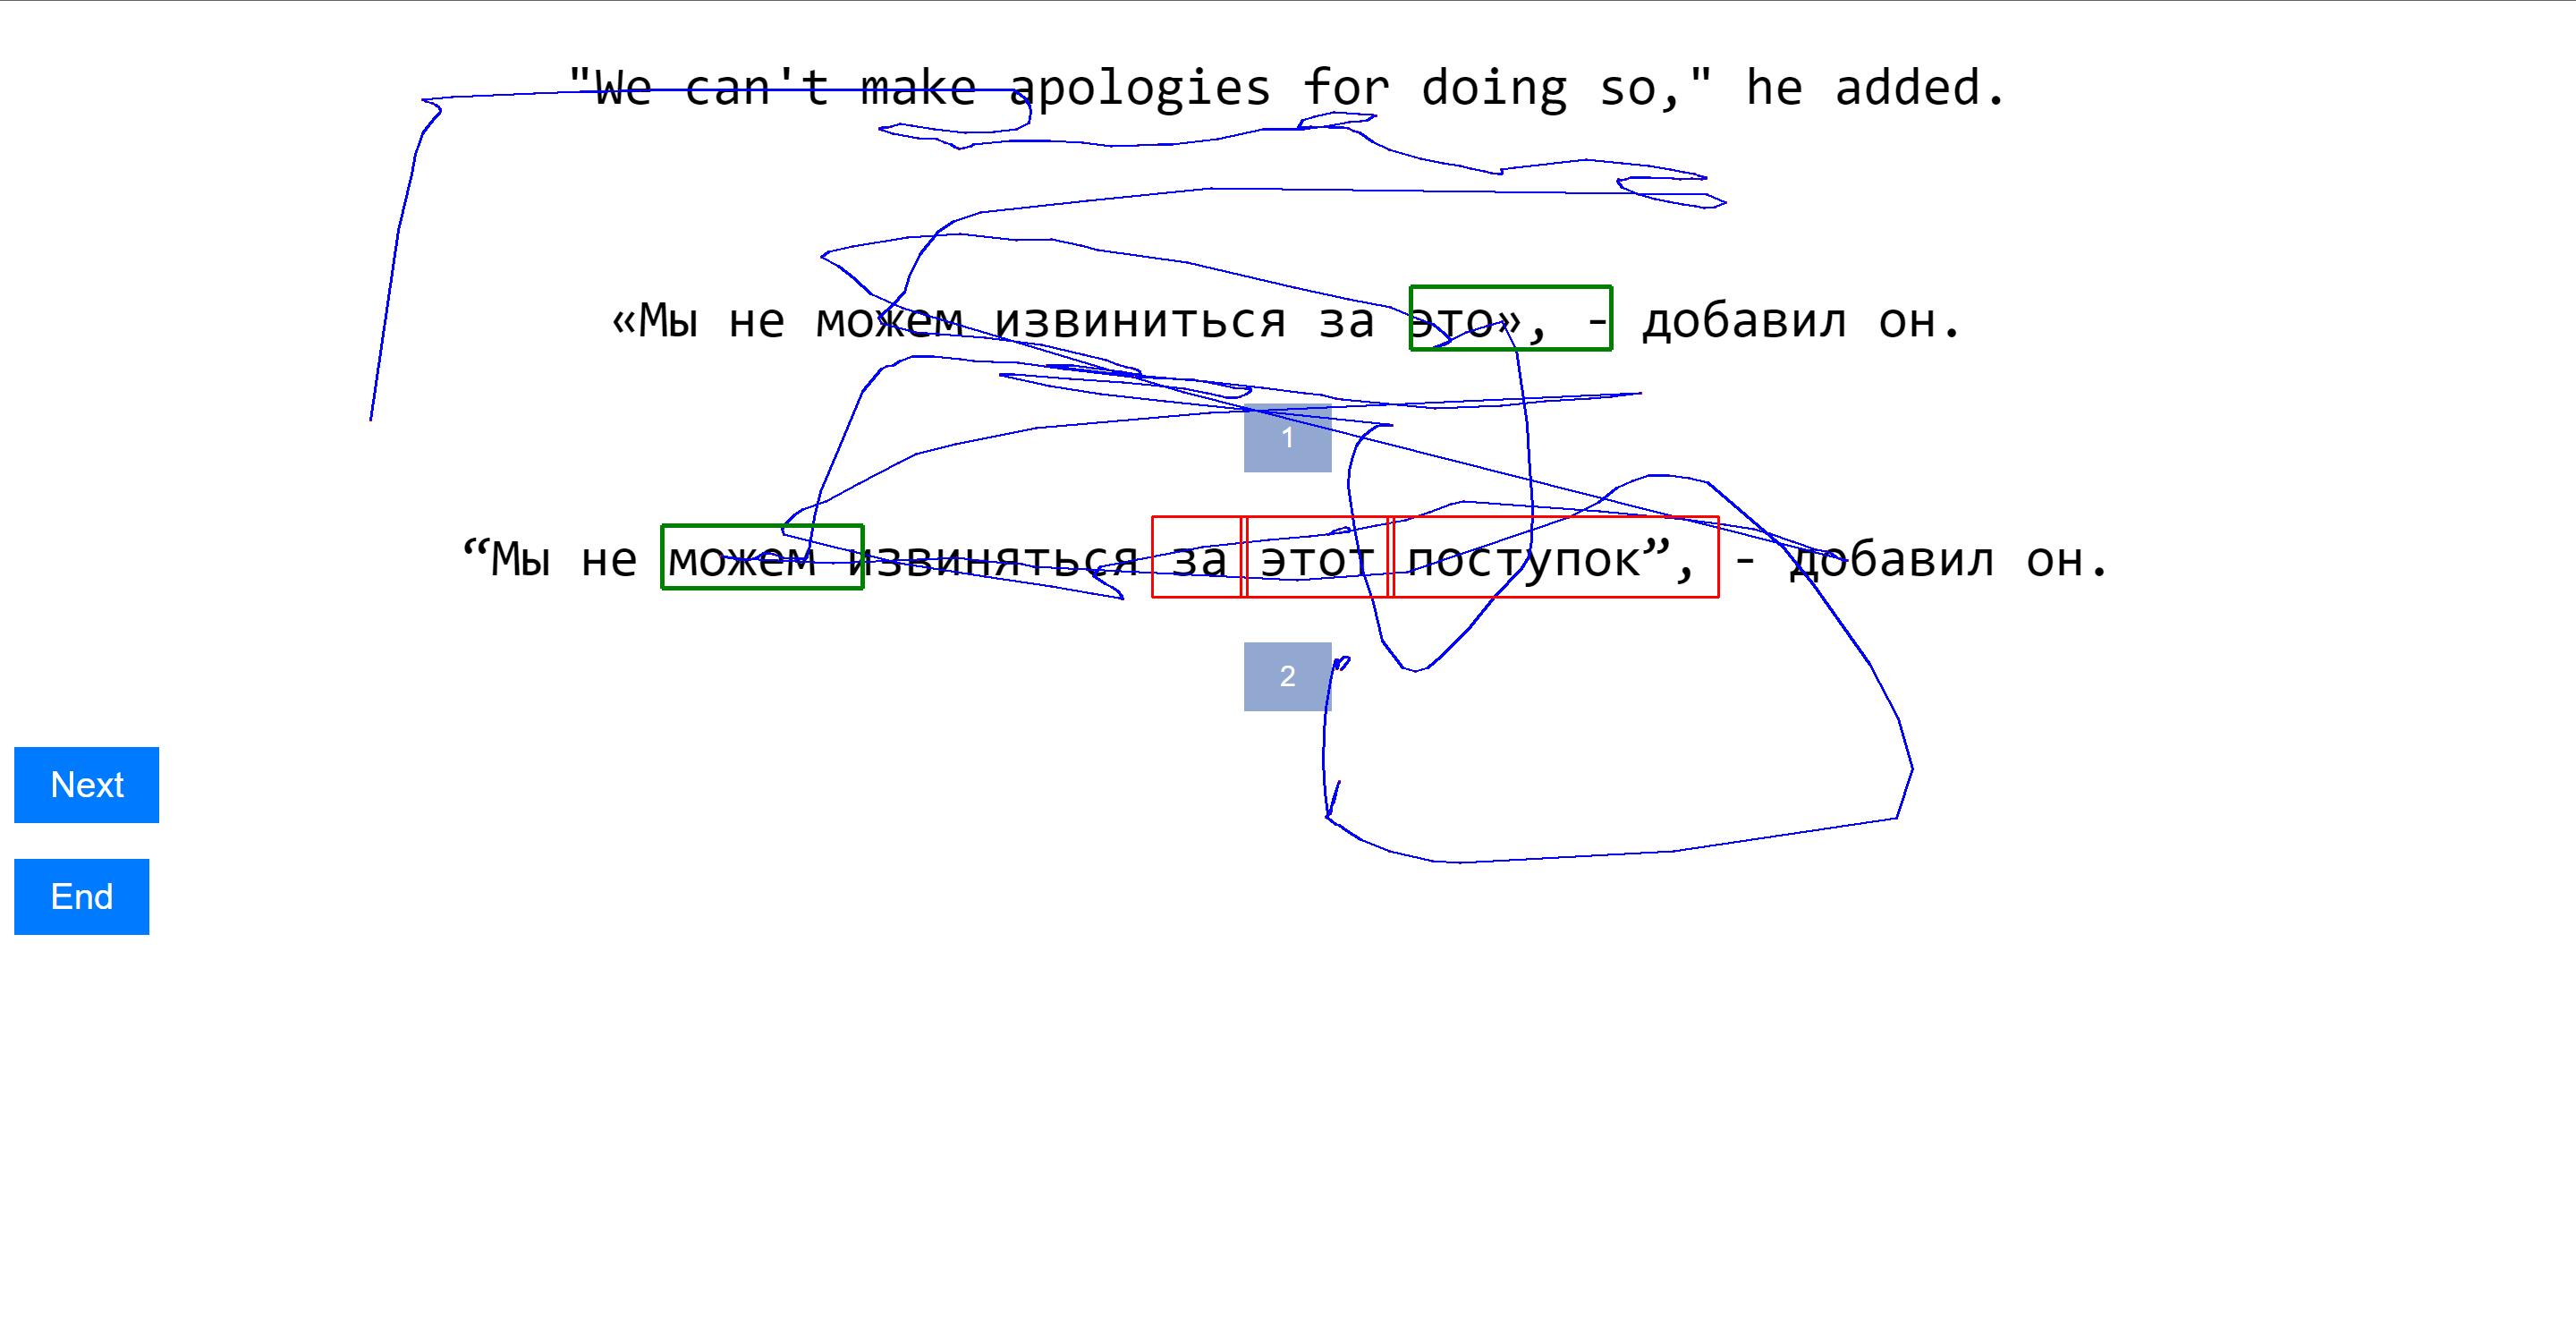 "We can't make apologies for doing so," he added.
«Мы не можем извиниться за это», - добавил он.
1
“Мы не можем извиняться за этот поступок”, - добавил он.
2
Next
End